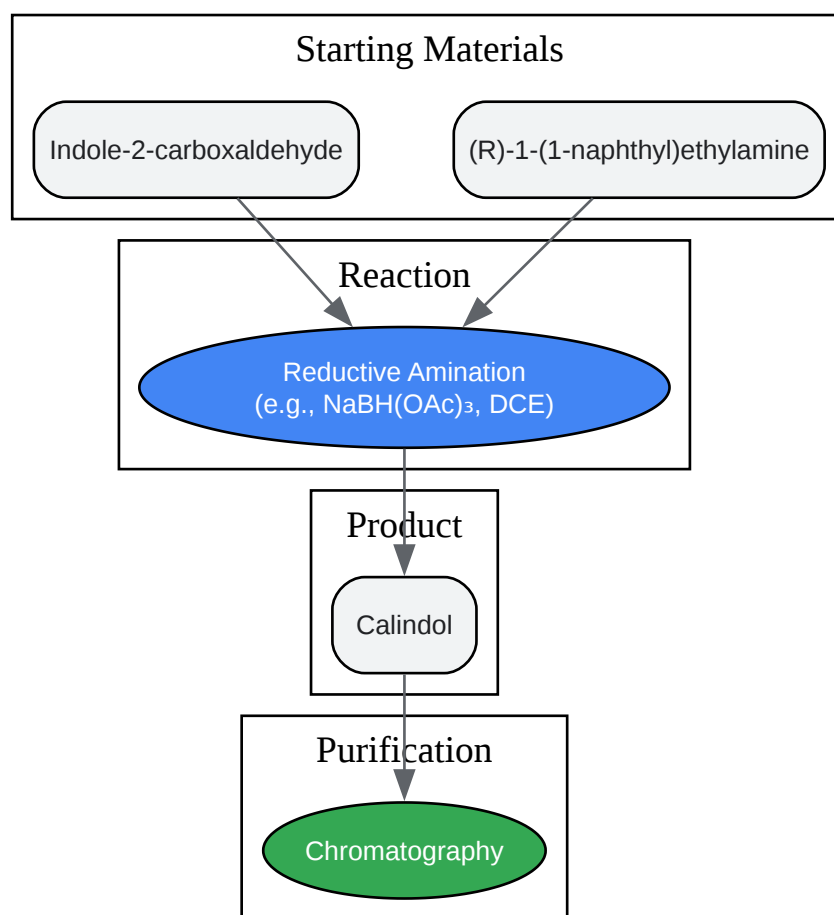 Starting Materials
Indole-2-carboxaldehyde
(R)-1-(1-naphthyl)ethylamine
Reaction
Reductive Amination
(e.g., NaBH(OAc)₃, DCE)
Product
Calindol
Purification
Chromatography